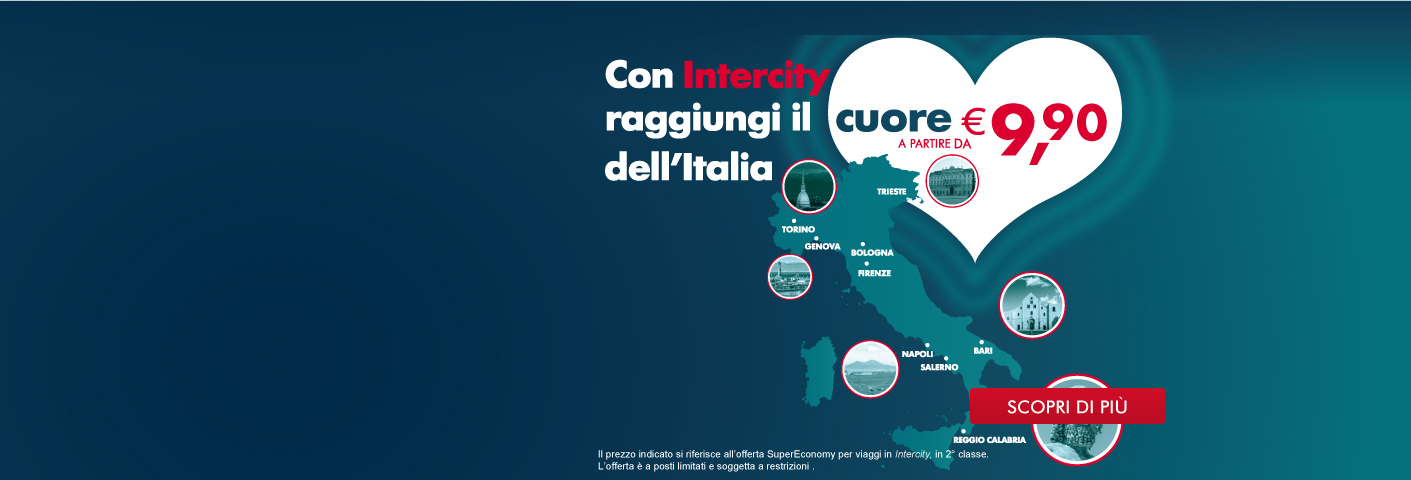 Con Intercity
raggiungi il cuore €9,90
A PARTIRE DA
dell'Italia
TRIESTE
TORINO
GENOVA
BOLOGNA
FIRENZE
NAPOLI
BARI
SALERNO
SCOPRI DI PIÙ
REGGIO CALABRIA
Il prezzo indicato si riferisce all'offerta SuperEconomy per viaggi in Intercity, in 2° classe.
L'offerta è a posti limitati e soggetta a restrizioni .